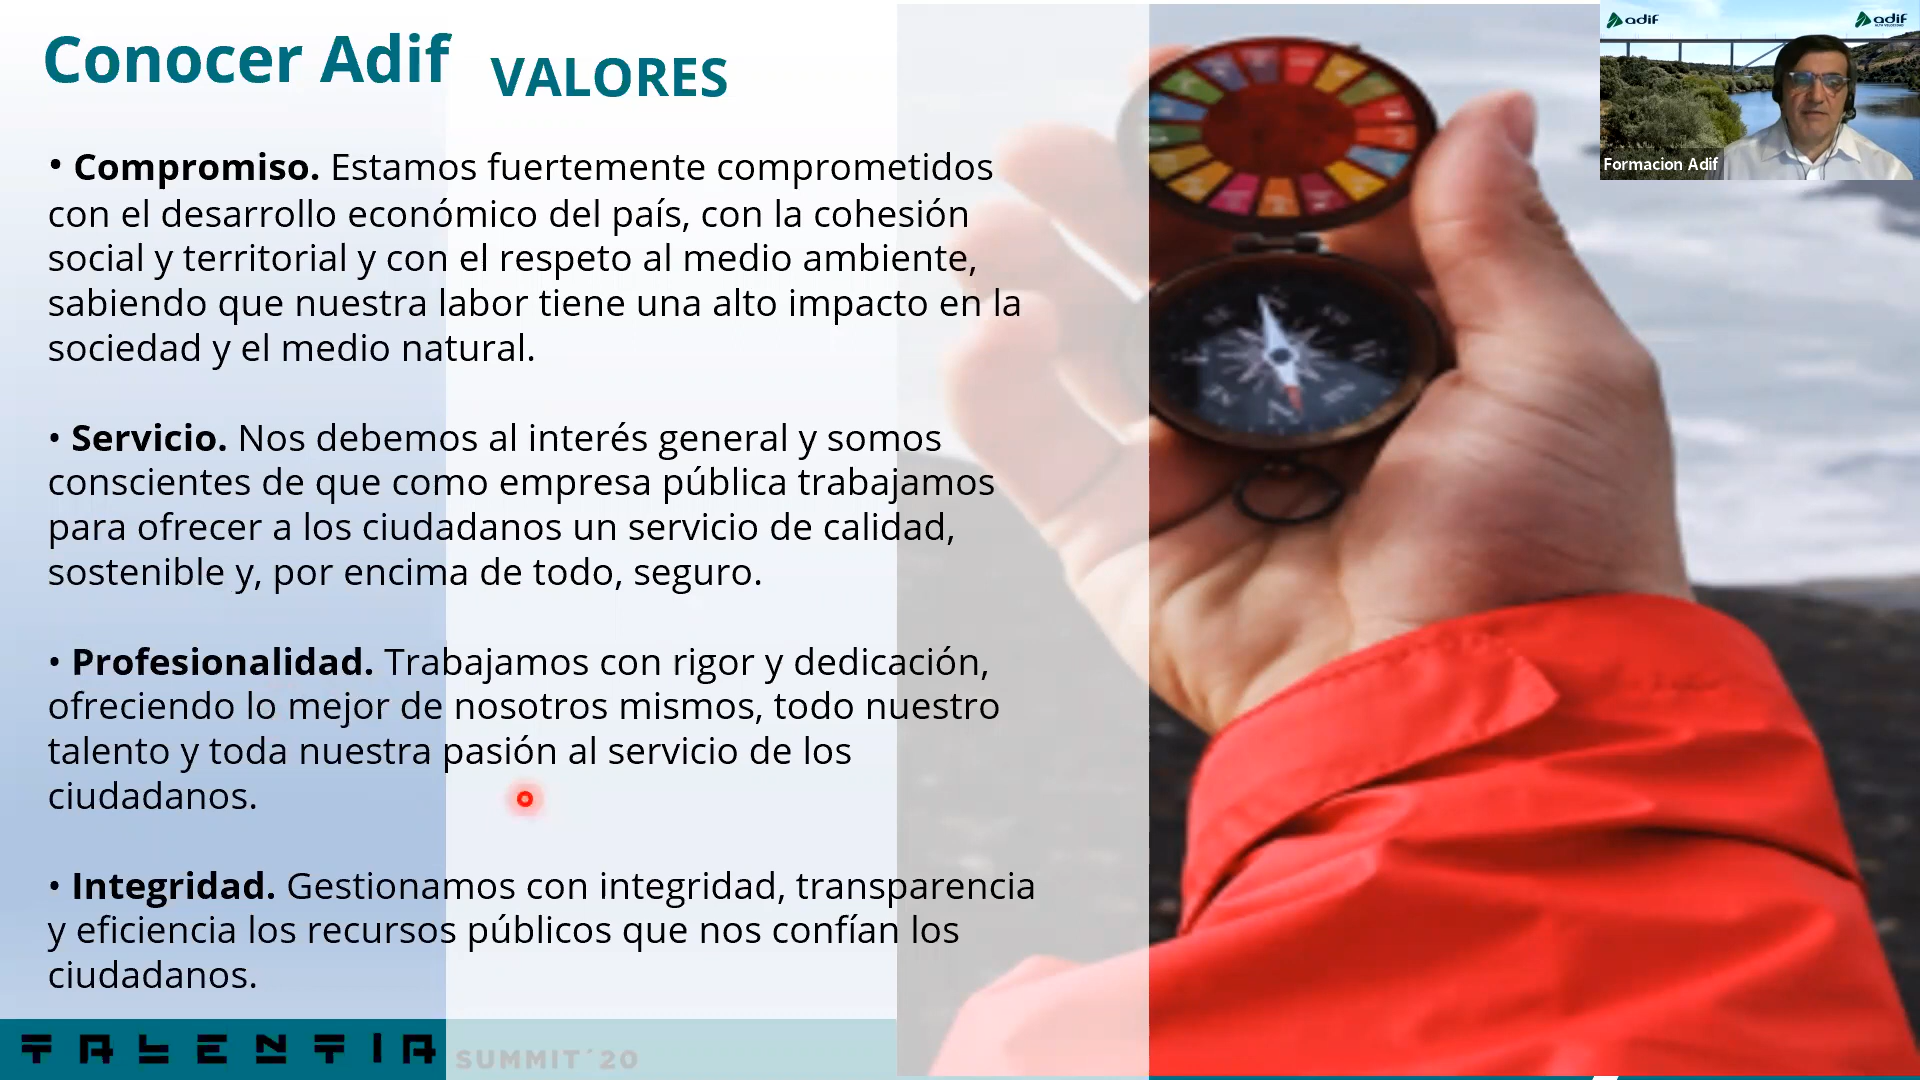 Conocer Adif
VALORES
adif
adif
Formacion Adif
• Compromiso. Estamos fuertemente comprometidos
con el desarrollo económico del país, con la cohesión
social y territorial y con el respeto al medio ambiente,
sabiendo que nuestra labor tiene una alto impacto en la
sociedad y el medio natural.
• Servicio. Nos debemos al interés general y somos
conscientes de que como empresa pública trabajamos
para ofrecer a los ciudadanos un servicio de calidad,
sostenible y, por encima de todo, seguro.
• Profesionalidad. Trabajamos con rigor y dedicación,
ofreciendo lo mejor de nosotros mismos, todo nuestro
talento y toda nuestra pasión al servicio de los
ciudadanos.
• Integridad. Gestionamos con integridad, transparencia
y eficiencia los recursos públicos que nos confían los
ciudadanos.
TALENTIA SUMMIT´20